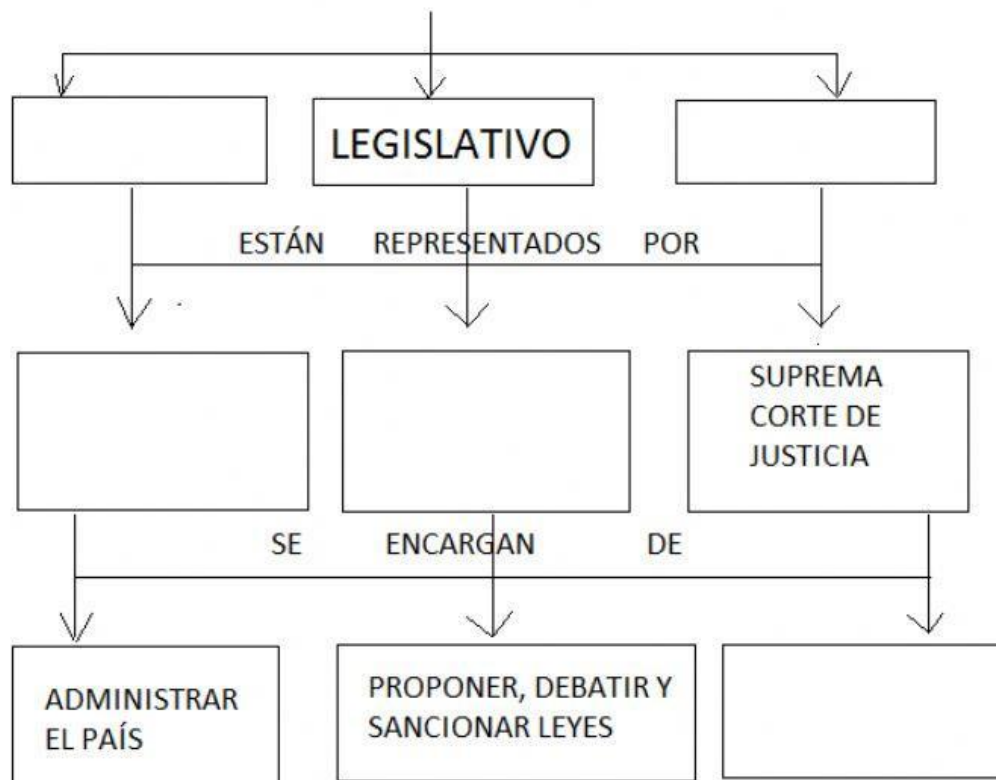 LEGISLATIVO
ESTÁN REPRESENTADOS POR
SUPREMA
CORTE DE
JUSTICIA
SE ENCARGAN DE
ADMINISTRAR
EL PAÍS
PROPONER, DEBATIR Y
SANCIONAR LEYES